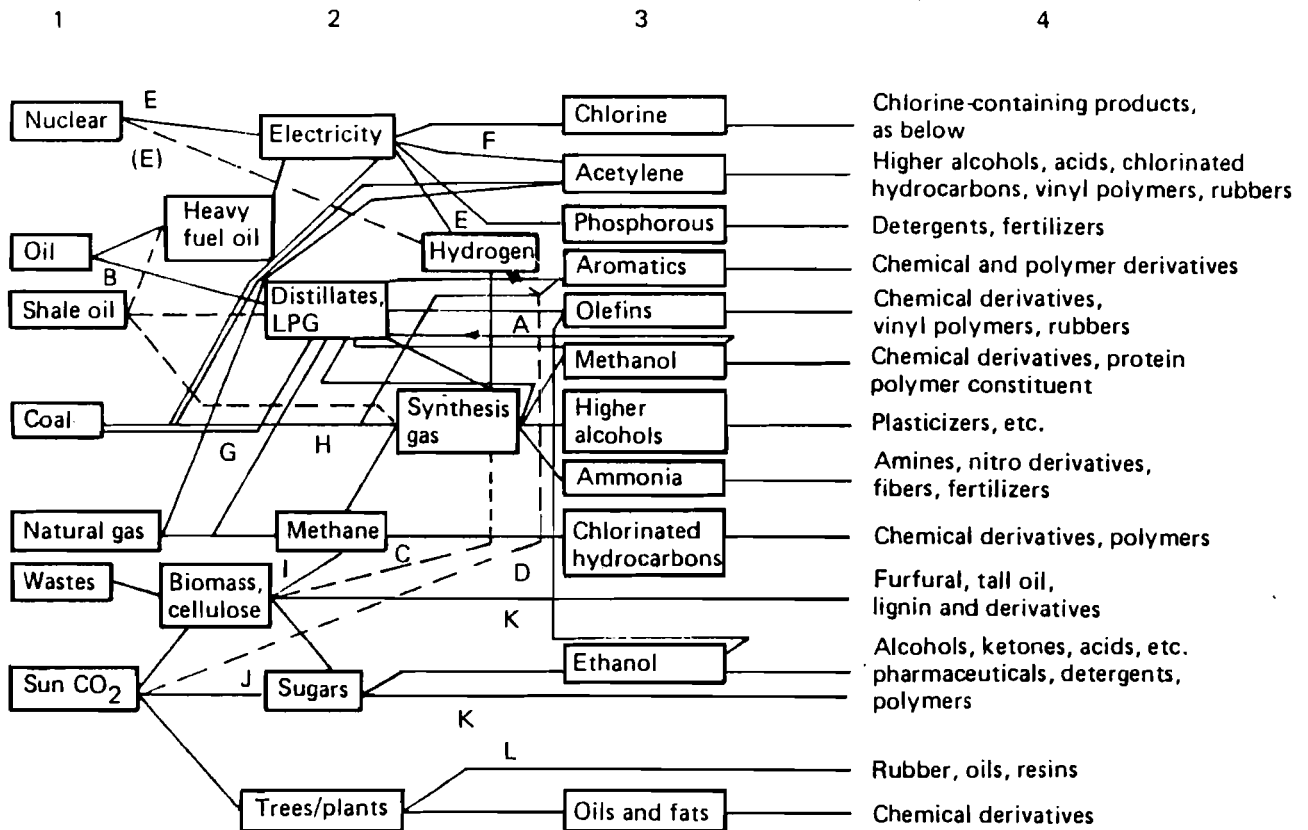 1
2
3
4
Nuclear
E
(E)
Electricity
F
Chlorine
Chlorine-containing products,
as below
Acetylene
Higher alcohols, acids, chlorinated
hydrocarbons, vinyl polymers, rubbers
Heavy
fuel oil
E
Phosphorous
Detergents, fertilizers
Oil
Hydrogen
Aromatics
Chemical and polymer derivatives
B
Shale oil
Distillates,
LPG
A
Olefins
Chemical derivatives,
vinyl polymers, rubbers
Methanol
Chemical derivatives, protein
polymer constituent
Coal
G
H
Synthesis
gas
Higher
alcohols
Plasticizers, etc.
Ammonia
Amines, nitro derivatives,
fibers, fertilizers
Natural gas
Methane
C
Chlorinated
hydrocarbons
Chemical derivatives, polymers
Wastes
Biomass,
cellulose
I
D
K
Furfural, tall oil,
lignin and derivatives
Sun CO2
J
Sugars
K
Ethanol
Alcohols, ketones, acids, etc.
pharmaceuticals, detergents,
polymers
L
Rubber, oils, resins
Trees/plants
Oils and fats
Chemical derivatives